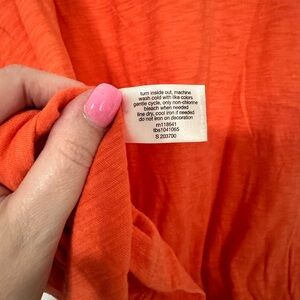 turn inside out, machine
wash cold with like colors
gentle cycle, only non-chlorine
bleach when needed
line dry, cool iron if needed
do not iron on decoration
rn118641
tbs1041065
S 203700